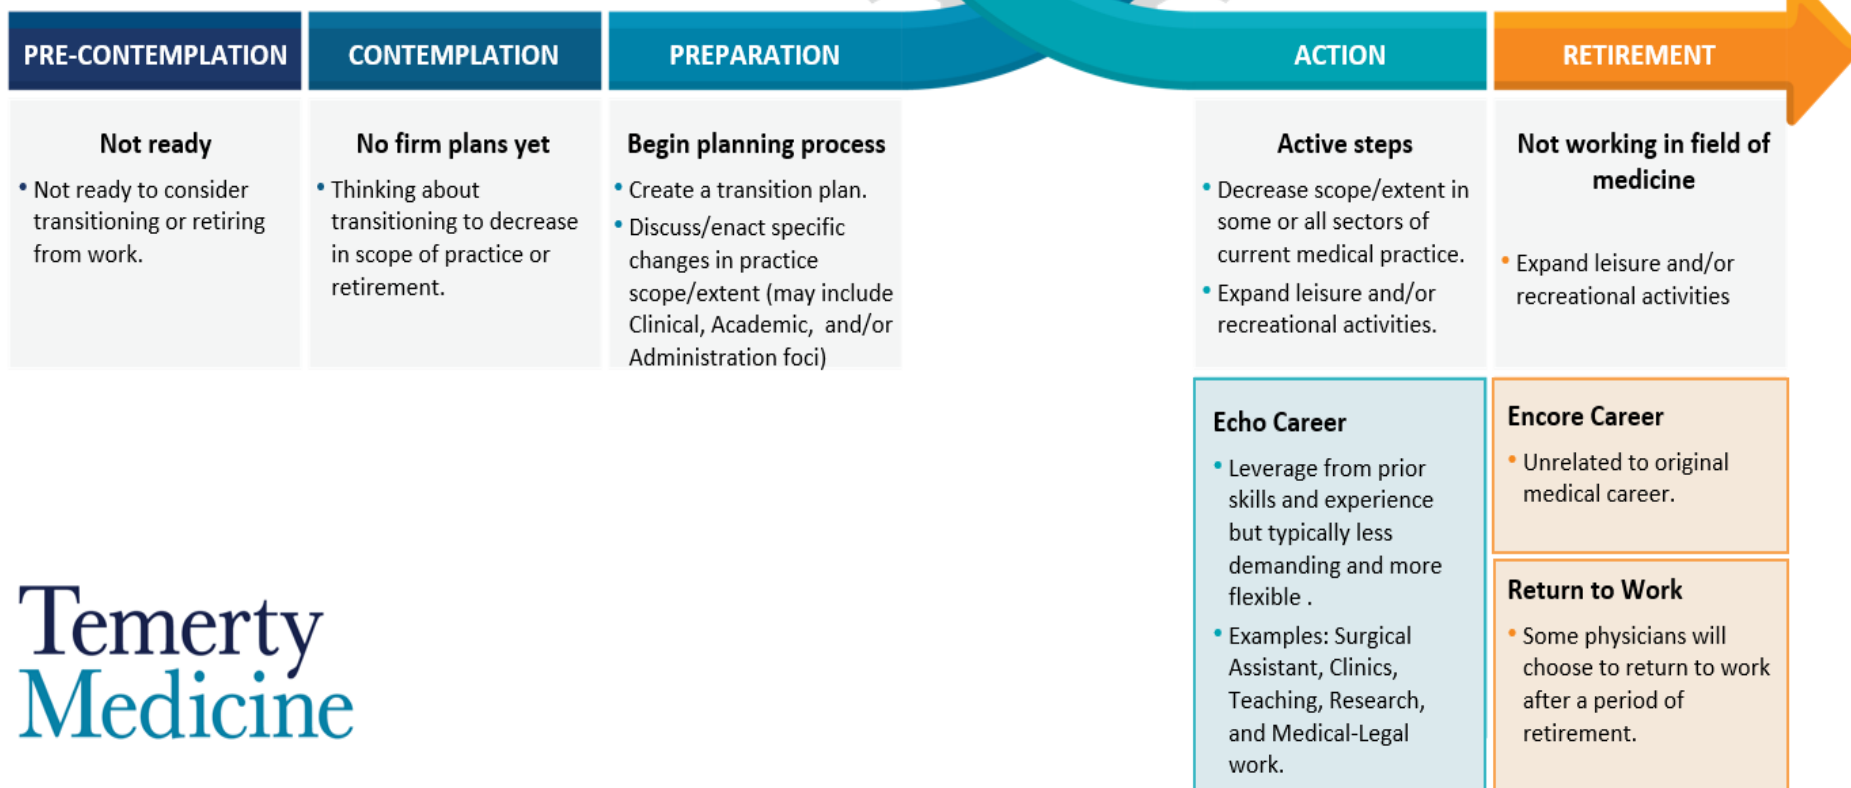 PRE-CONTEMPLATION
CONTEMPLATION
PREPARATION
ACTION
RETIREMENT
Not ready
• Not ready to consider
transitioning or retiring
from work.
No firm plans yet
• Thinking about
transitioning to decrease
in scope of practice or
retirement.
Begin planning process
• Create a transition plan.
• Discuss/enact specific
changes in practice
scope/extent (may include
Clinical, Academic,  and/or
Administration foci)
Active steps
• Decrease scope/extent in
some or all sectors of
current medical practice.
• Expand leisure and/or
recreational activities.
Not working in field of
medicine
• Expand leisure and/or
recreational activities
Echo Career
• Leverage from prior
skills and experience
but typically less
demanding and more
flexible .
• Examples: Surgical
Assistant, Clinics,
Teaching, Research,
and Medical-Legal
work.
Encore Career
• Unrelated to original
medical career.
Return to Work
• Some physicians will
choose to return to work
after a period of
retirement.
Temerty
Medicine